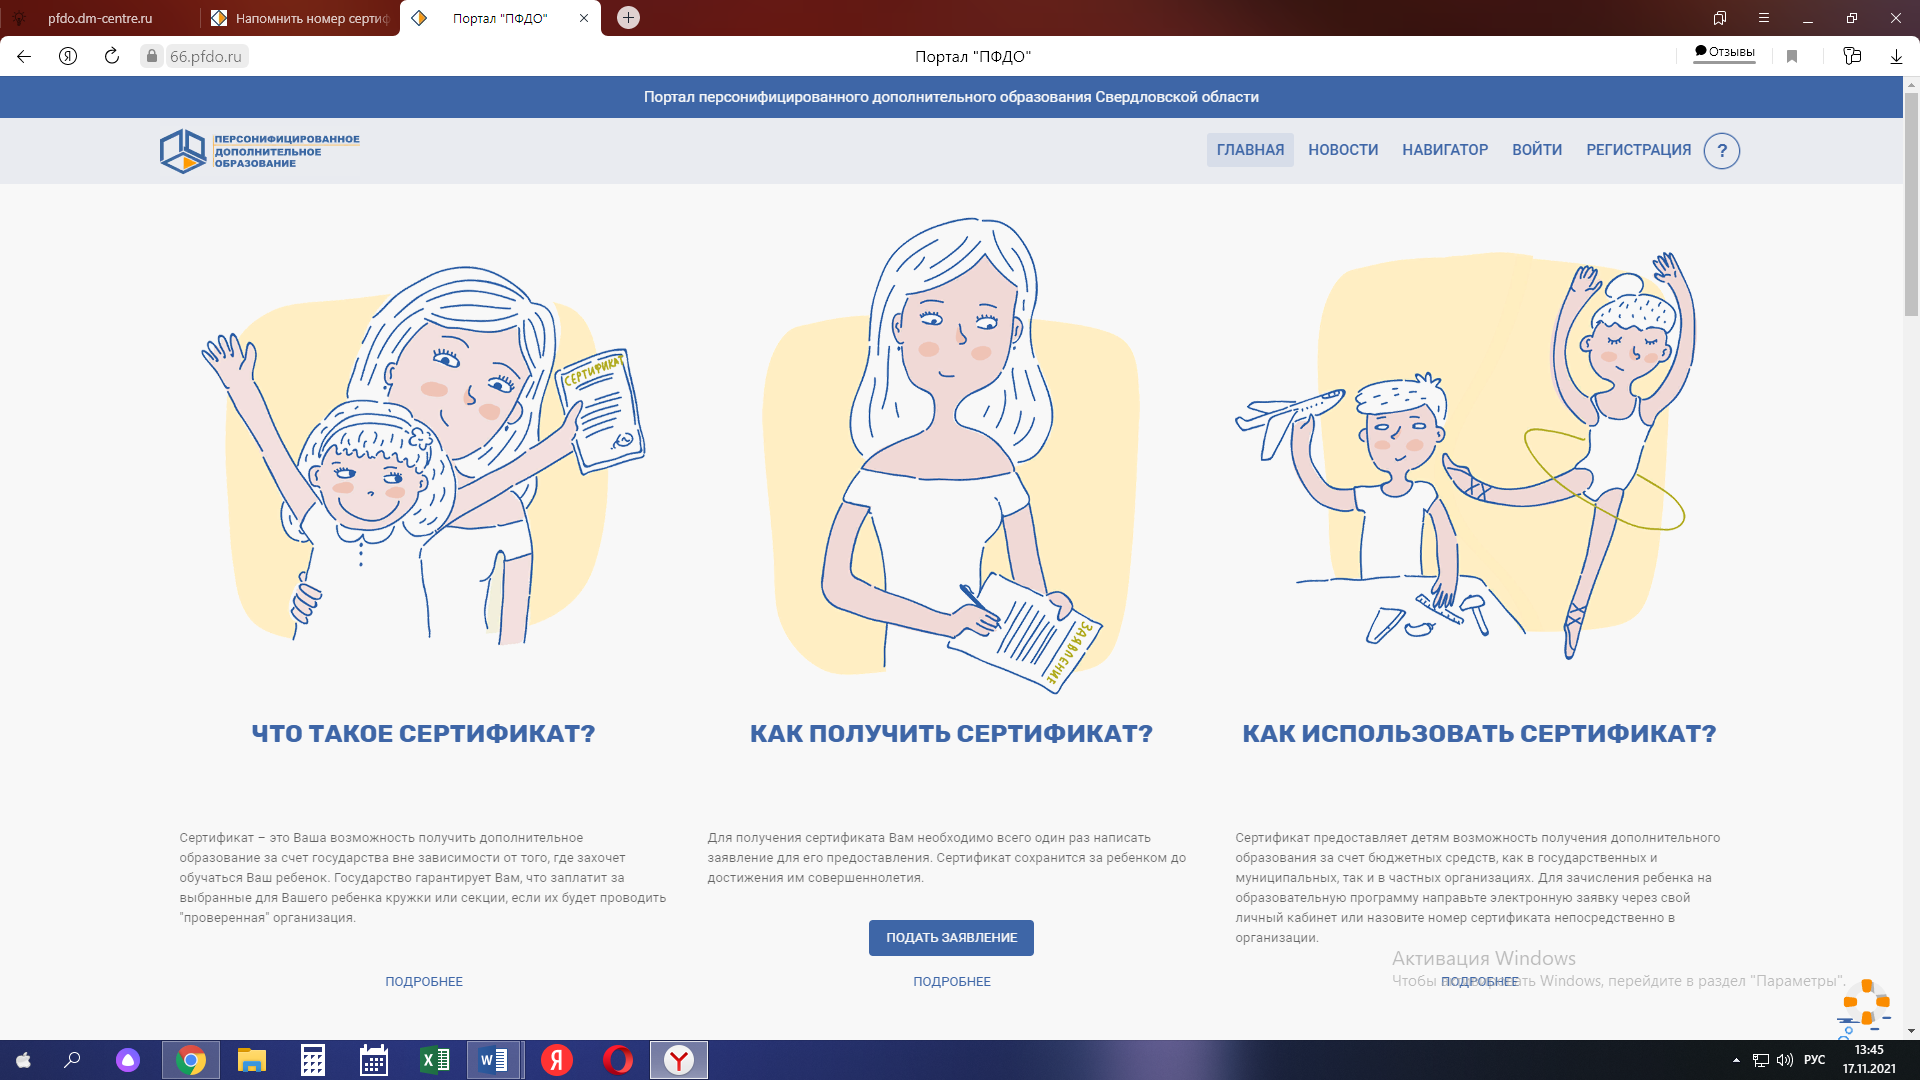 pfdo.dm-centre.ru
Напомнить номер сертиф
Портал "ПФДО"
66.pfdo.ru
Портал "ПФДО"
Отзывы
Портал персонифицированного дополнительного образования Свердловской области
ПЕРСОНИФИЦИРОВАННОЕ
ДОПОЛНИТЕЛЬНОЕ
ОБРАЗОВАНИЕ
ГЛАВНАЯ
НОВОСТИ
НАВИГАТОР
ВОЙТИ
РЕГИСТРАЦИЯ
?
СЕРТИФИКАТ
ЗАЯВЛЕНИЕ
ЧТО ТАКОЕ СЕРТИФИКАТ?
Сертификат – это Ваша возможность получить дополнительное
образование за счет государства вне зависимости от того, где захочет
обучаться Ваш ребенок. Государство гарантирует Вам, что заплатит за
выбранные для Вашего ребенка кружки или секции, если их будет проводить
"проверенная" организация.
ПОДРОБНЕЕ
КАК ПОЛУЧИТЬ СЕРТИФИКАТ?
Для получения сертификата Вам необходимо всего один раз написать
заявление для его предоставления. Сертификат сохранится за ребенком до
достижения им совершеннолетия.
ПОДАТЬ ЗАЯВЛЕНИЕ
ПОДРОБНЕЕ
КАК ИСПОЛЬЗОВАТЬ СЕРТИФИКАТ?
Сертификат предоставляет детям возможность получения дополнительного
образования за счет бюджетных средств, как в государственных и
муниципальных, так и в частных организациях. Для зачисления ребенка на
образовательную программу направьте электронную заявку через свой
личный кабинет или назовите номер сертификата непосредственно в
организации.
ПОДРОБНЕЕ
Активация Windows
Чтобы активировать Windows, перейдите в раздел "Параметры".
РУС
13:45
17.11.2021